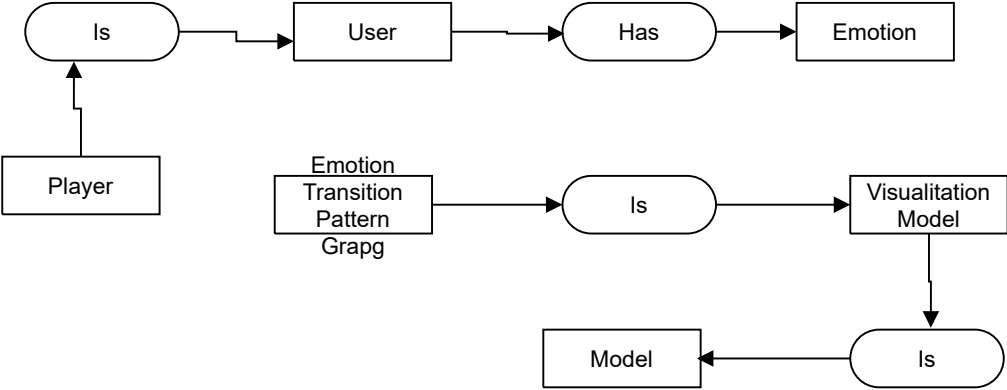 Is
User
Has
Emotion
Player
Emotion
Transition
Pattern
Grapg
Is
Visualitation
Model
Model
Is